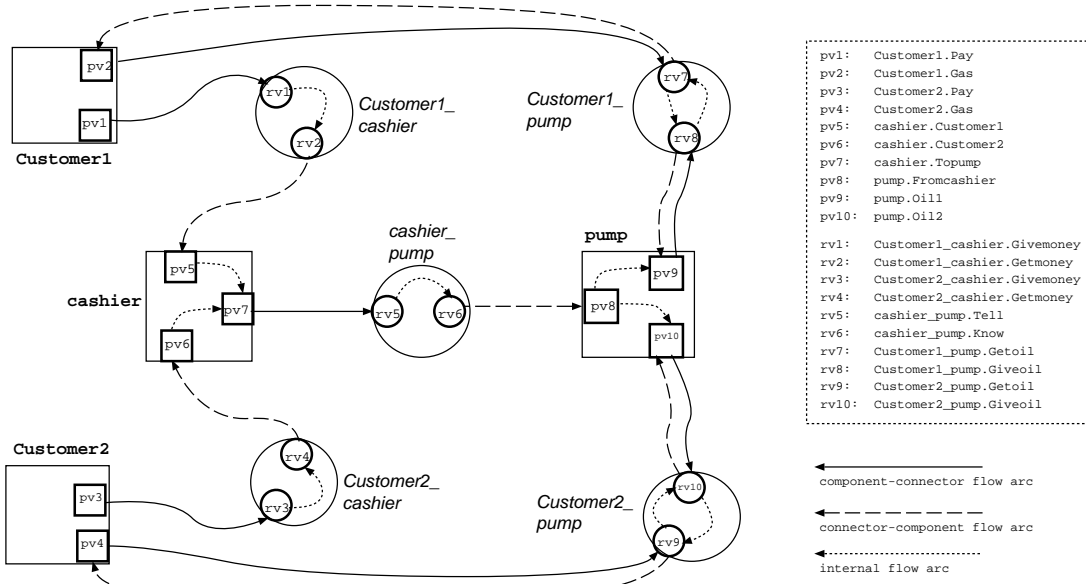 pv2
pv1
Customer1
rv1
rv2
Customer1_
cashier
Customer1_
pump
rv7
rv8
pv5
pv7
pv6
cashier
cashier_
pump
rv5
rv6
pump
pv9
pv8
pv10
Customer2
pv3
pv4
rv4
rv3
Customer2_
cashier
Customer2_
pump
rv10
rv9
pv1: Customer1.Pay
pv2: Customer1.Gas
pv3: Customer2.Pay
pv4: Customer2.Gas
pv5: cashier.Customer1
pv6: cashier.Customer2
pv7: cashier.Topump
pv8: pump.Fromcashier
pv9: pump.Oil1
pv10: pump.Oil2
rv1: Customer1_cashier.Givemoney
rv2: Customer1_cashier.Getmoney
rv3: Customer2_cashier.Givemoney
rv4: Customer2_cashier.Getmoney
rv5: cashier_pump.Tell
rv6: cashier_pump.Know
rv7: Customer1_pump.Getoil
rv8: Customer1_pump.Giveoil
rv9: Customer2_pump.Getoil
rv10: Customer2_pump.Giveoil
component-connector flow arc
connector-component flow arc
internal flow arc